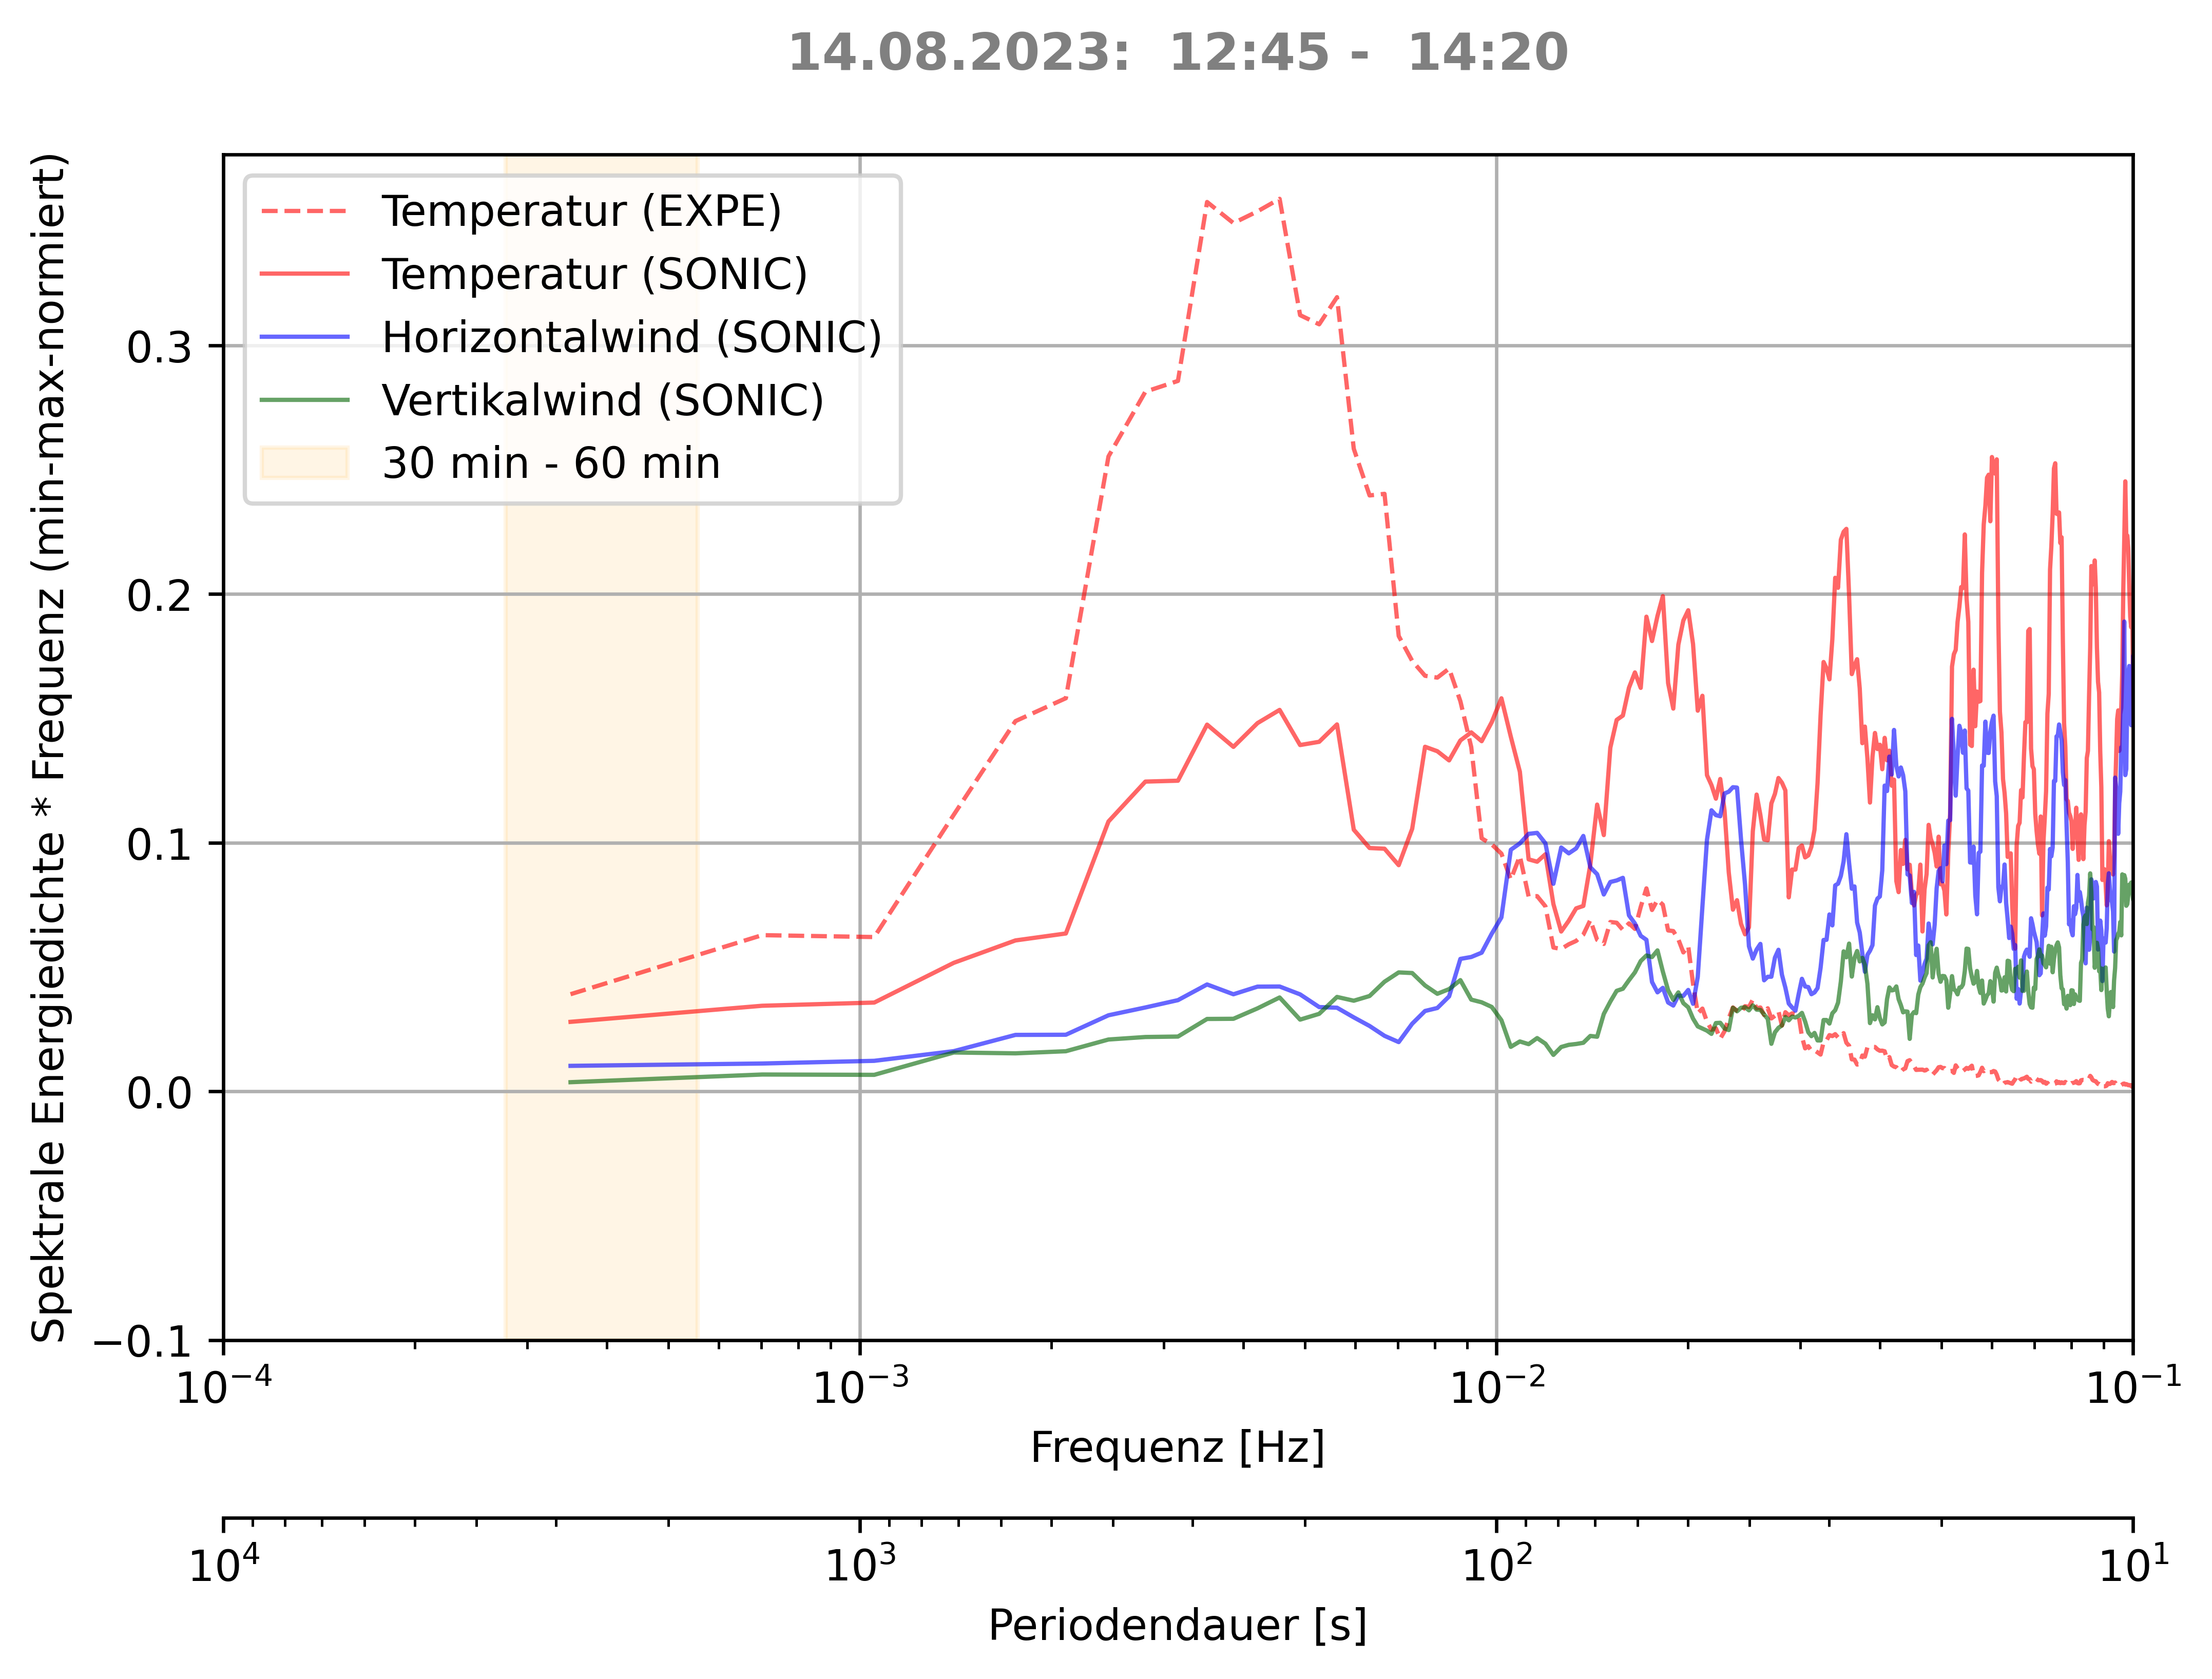 14.08.2023: 12:45 - 14:20
Spektrale Energiedichte * Frequenz (min-max-normiert)
Temperatur (EXPE)
Temperatur (SONIC)
Horizontalwind (SONIC)
Vertikalwind (SONIC)
30 min - 60 min
0.3
0.2
0.1
0.0
−0.1
10⁻⁴ 10⁻³ 10⁻² 10⁻¹
Frequenz [Hz]
10⁴ 10³ 10² 10¹
Periodendauer [s]